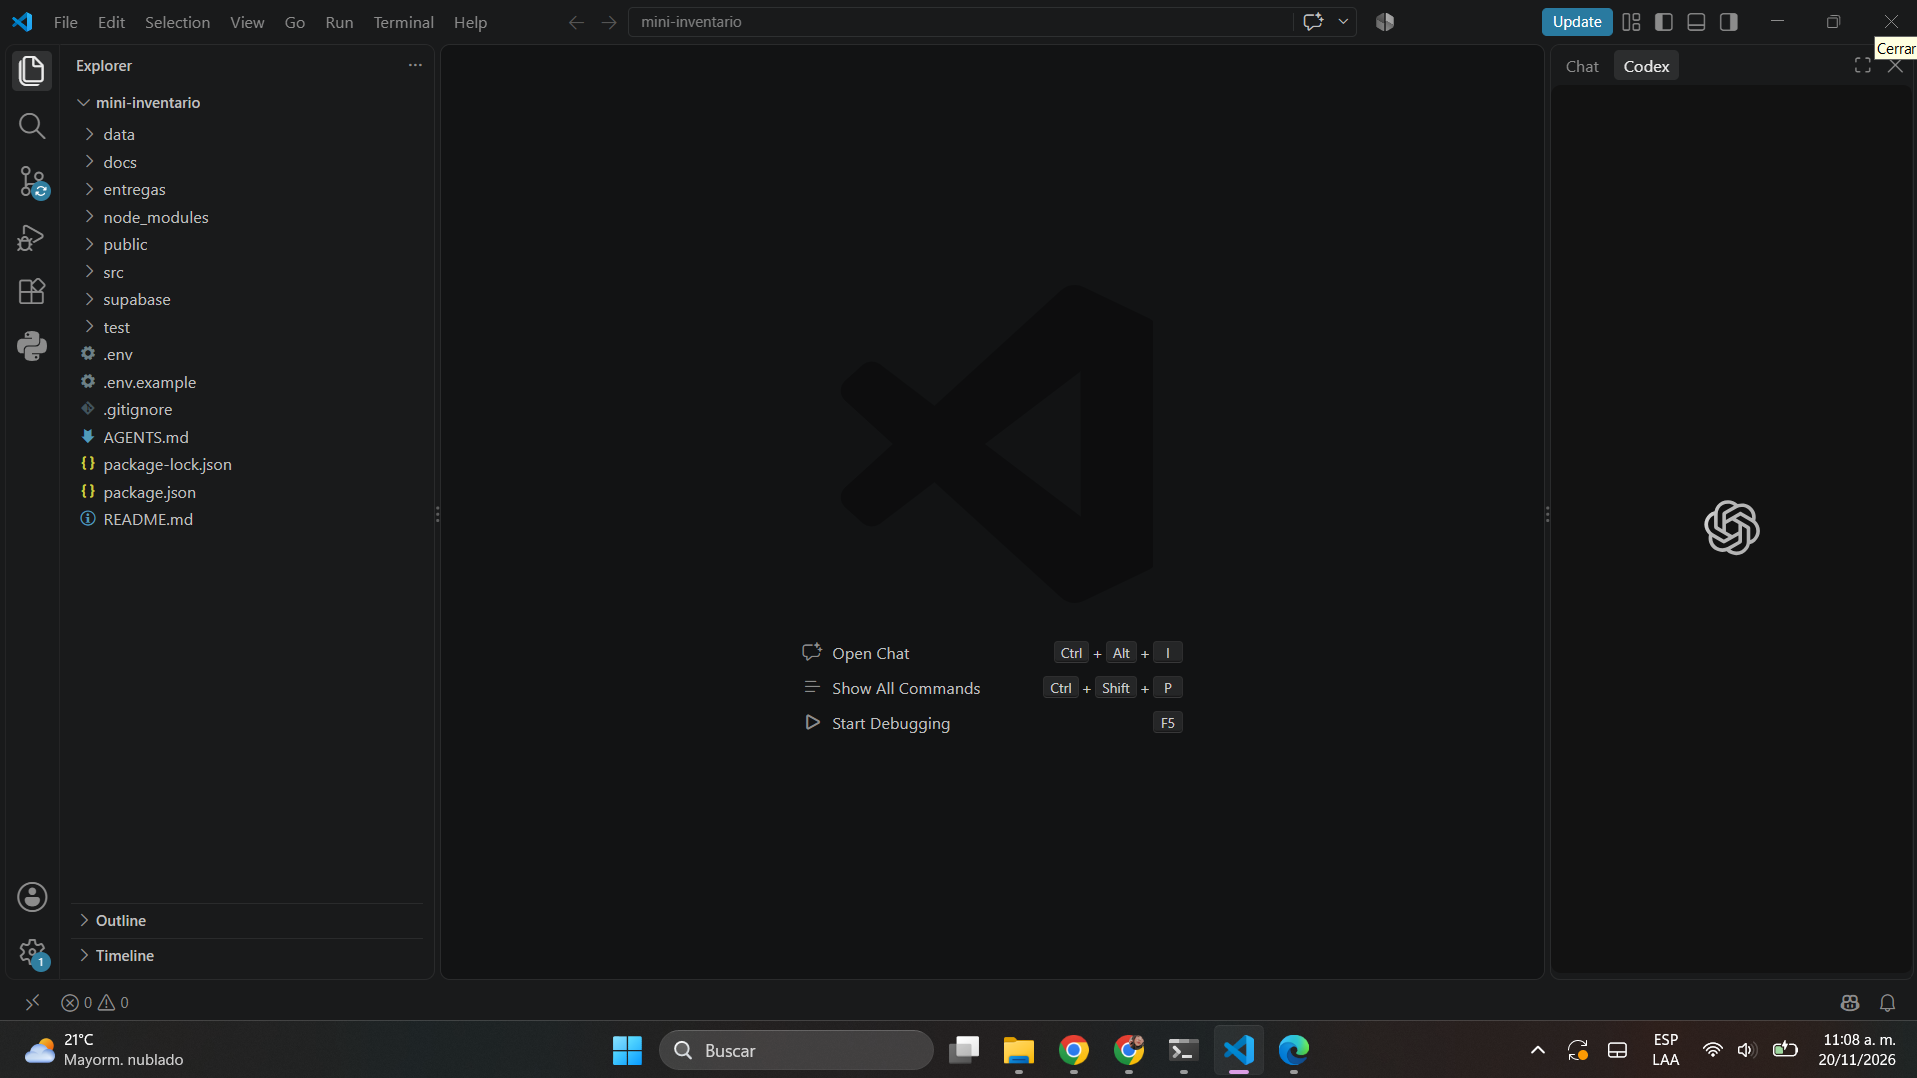 File Edit Selection View Go Run Terminal Help
mini-inventario
Update
Cerrar
Explorer
Chat Codex
mini-inventario
data
docs
entregas
node_modules
public
src
supabase
test
.env
.env.example
.gitignore
AGENTS.md
{} package-lock.json
{} package.json
README.md
Open Chat Ctrl + Alt + I
Show All Commands Ctrl + Shift + P
Start Debugging F5
Outline
1
Timeline
0 0
21°C
Mayorm. nublado
Buscar
ESP
LAA
11:08 a. m.
20/11/2026